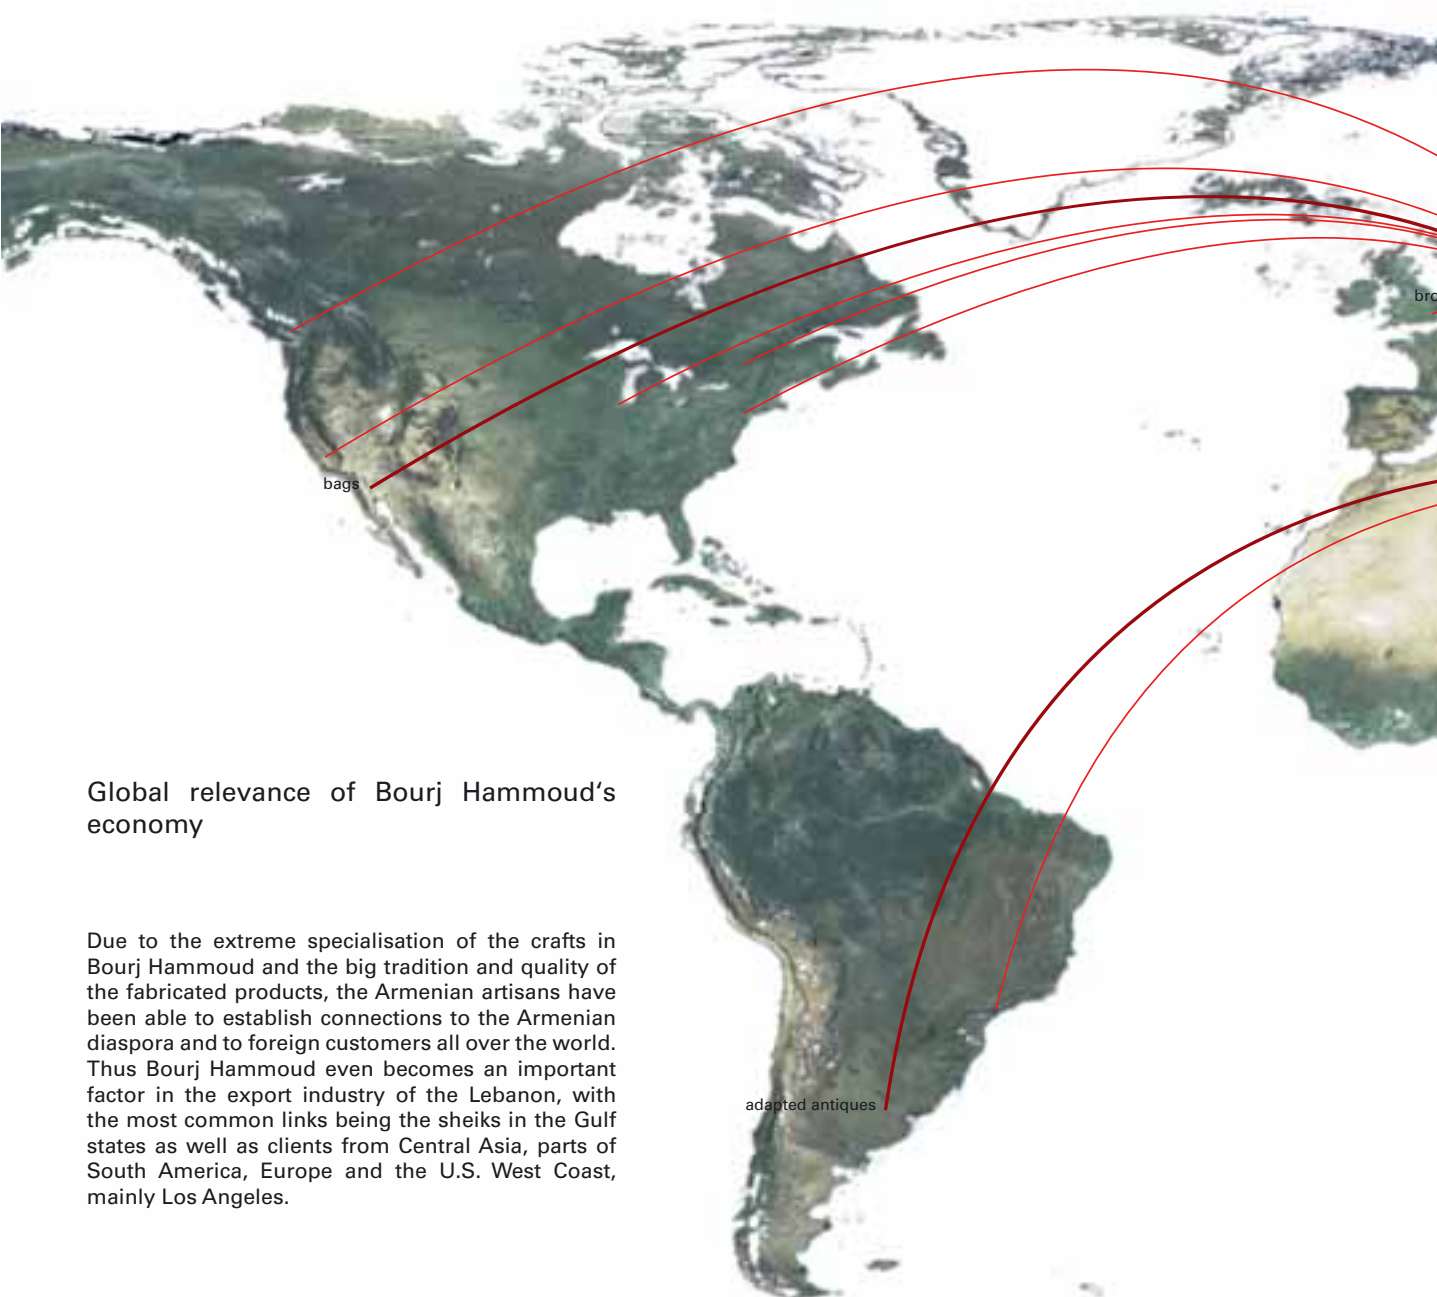 bro
bags
Global relevance of Bourj Hammoud‘s
economy
Due to the extreme specialisation of the crafts in
Bourj Hammoud and the big tradition and quality of
the fabricated products, the Armenian artisans have
been able to establish connections to the Armenian
diaspora and to foreign customers all over the world.
Thus Bourj Hammoud even becomes an important
factor in the export industry of the Lebanon, with
the most common links being the sheiks in the Gulf
states as well as clients from Central Asia, parts of
South America, Europe and the U.S. West Coast,
mainly Los Angeles.
adapted antiques